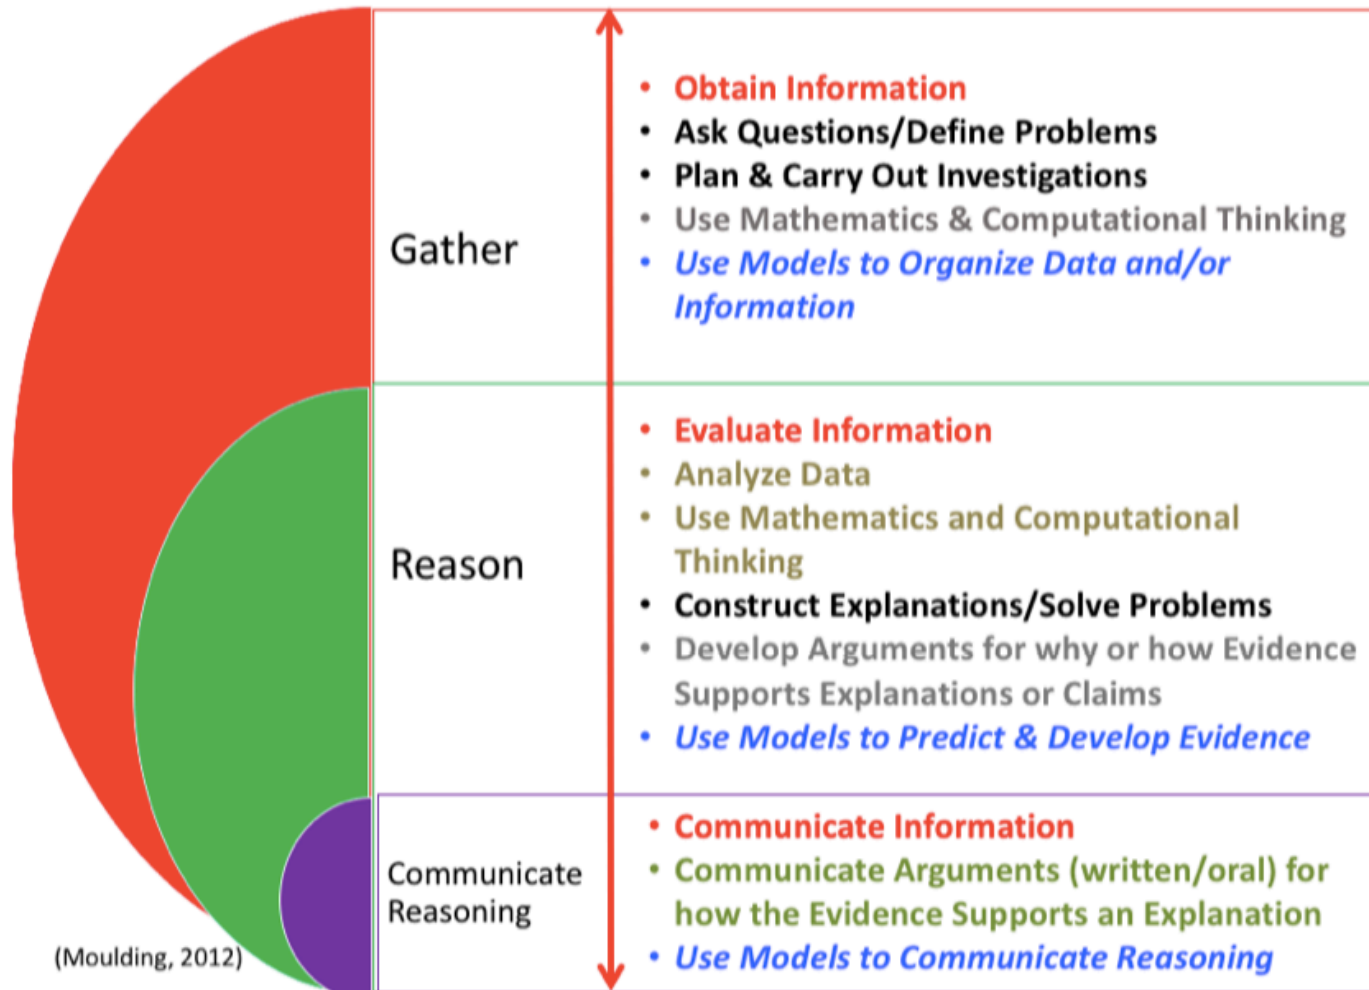 Gather
• Obtain Information
• Ask Questions/Define Problems
• Plan & Carry Out Investigations
• Use Mathematics & Computational Thinking
• Use Models to Organize Data and/or
Information
Reason
• Evaluate Information
• Analyze Data
• Use Mathematics and Computational
Thinking
• Construct Explanations/Solve Problems
• Develop Arguments for why or how Evidence
Supports Explanations or Claims
• Use Models to Predict & Develop Evidence
Communicate
Reasoning
• Communicate Information
• Communicate Arguments (written/oral) for
how the Evidence Supports an Explanation
• Use Models to Communicate Reasoning
(Moulding, 2012)